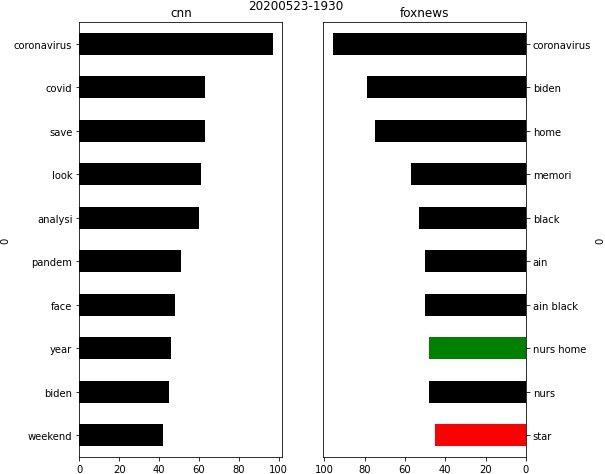 20200523-1930
cnn
foxnews
coronavirus
covid
save
look
analysi
pandem
face
year
biden
weekend
0
0 20 40 60 80 100
coronavirus
biden
home
memori
black
ain
ain black
nurs home
nurs
star
0
100 80 60 40 20 0